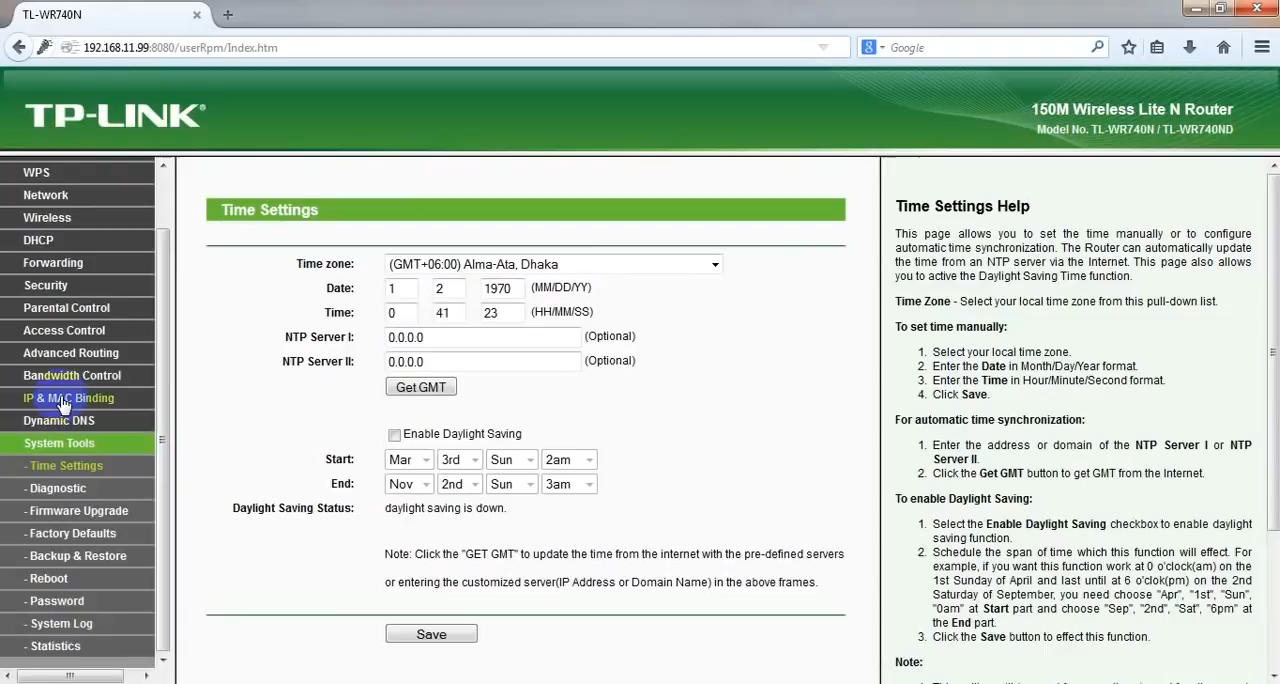 TL-WR740N
192.168.11.99:8080/userRpm/Index.htm
8
Google
TP-LINK®
150M Wireless Lite N Router
Model No. TL-WR740N / TL-WR740ND
WPS
Network
Wireless
DHCP
Forwarding
Security
Parental Control
Access Control
Advanced Routing
Bandwidth Control
IP & MAC Binding
Dynamic DNS
System Tools
- Time Settings
- Diagnostic
- Firmware Upgrade
- Factory Defaults
- Backup & Restore
- Reboot
- Password
- System Log
- Statistics
Time Settings
Time zone: (GMT+06:00) Alma-Ata, Dhaka
Date: 1 2 1970 (MM/DD/YY)
Time: 0 41 23 (HH/MM/SS)
NTP Server I: 0.0.0.0 (Optional)
NTP Server II: 0.0.0.0 (Optional)
Get GMT
Enable Daylight Saving
Start: Mar 3rd Sun 2am
End: Nov 2nd Sun 3am
Daylight Saving Status: daylight saving is down.
Note: Click the "GET GMT" to update the time from the internet with the pre-defined servers
or entering the customized server(IP Address or Domain Name) in the above frames.
Save
Time Settings Help
This page allows you to set the time manually or to configure
automatic time synchronization. The Router can automatically update
the time from an NTP server via the Internet. This page also allows
you to active the Daylight Saving Time function.
Time Zone - Select your local time zone from this pull-down list.
To set time manually:
1. Select your local time zone.
2. Enter the Date in Month/Day/Year format.
3. Enter the Time in Hour/Minute/Second format.
4. Click Save.
For automatic time synchronization:
1. Enter the address or domain of the NTP Server I or NTP
Server II.
2. Click the Get GMT button to get GMT from the Internet.
To enable Daylight Saving:
1. Select the Enable Daylight Saving checkbox to enable daylight
saving function.
2. Schedule the span of time which this function will effect. For
example, if you want this function work at 0 o'clock(am) on the
1st Sunday of April and last until at 6 o'clok(pm) on the 2nd
Saturday of September, you need choose "Apr", "1st", "Sun",
"0am" at Start part and choose "Sep", "2nd", "Sat", "6pm" at
the End part.
3. Click the Save button to effect this function.
Note: